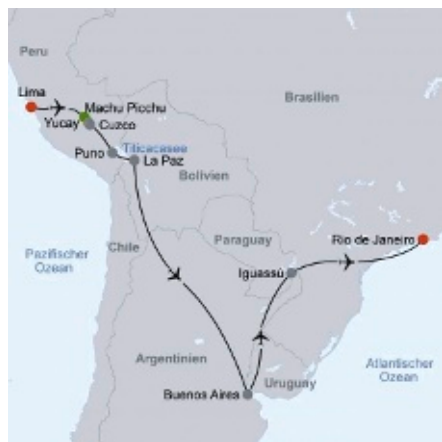 Peru
Lima
Machu Picchu
Yucay
Cuzco
Brasilien
Puno
Titicacasee
La Paz
Bolivien
Pazifischer
Ozean
Chile
Paraguay
Rio de Janeiro
Iguassú
Argentinien
Atlantischer
Ozean
Buenos Aires
Uruguay